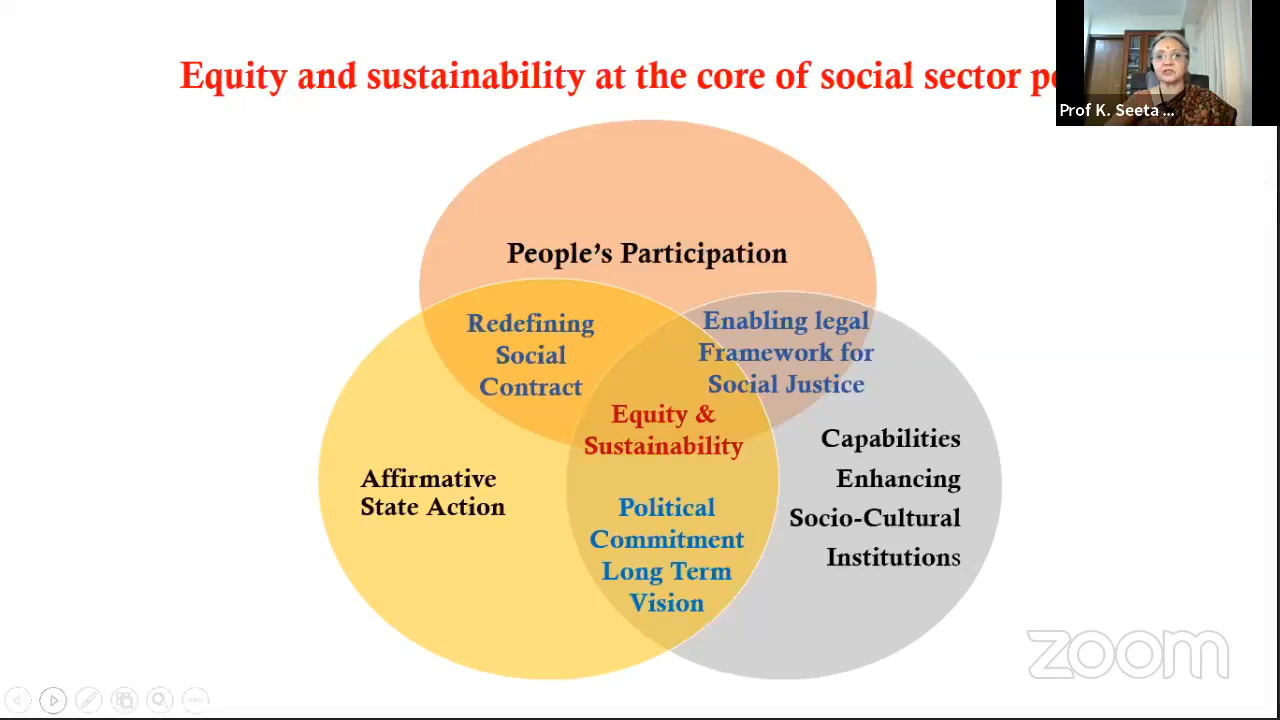 Equity and sustainability at the core of social sector
Prof K. Seeta ...
People's Participation
Redefining
Social
Contract
Enabling legal
Framework for
Social Justice
Equity &
Sustainability
Affirmative
State Action
Capabilities
Enhancing
Socio-Cultural
Institutions
Political
Commitment
Long Term
Vision
zoom